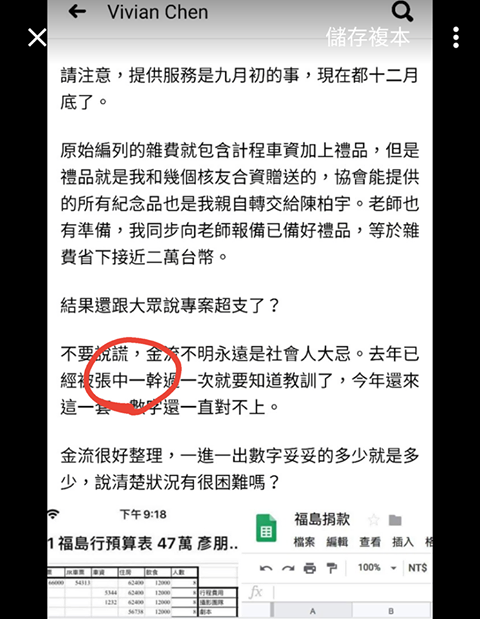 Vivian Chen
儲存複本
請注意，提供服務是九月初的事，現在都十二月
底了。
原始編列的雜費就包含計程車資加上禮品，但是
禮品就是我和幾個核友合資贈送的，協會能提供
的所有紀念品也是我親自轉交給陳柏宇。老師也
有準備，我同步向老師報備已備好禮品，等於雜
費省下接近二萬台幣。
結果還跟大眾說專案超支了？
不要說謊，金流不明永遠是社會人大忌。去年已
經被張中一幹過一次就要知道教訓了，今年還來
這一套，數字還一直對不上。
金流很好整理，一進一出數字妥妥的多少就是多
少，說清楚狀況有很困難嗎？
下午9:18
福島行預算表 47萬 彥朋..
JR車票 車資 住房 飲食 人數
66000 54313 62400 12000 8
5344 62400 12000 8 行程費用
1232 62400 12000 8 攝影團隊
56758 12000 8 劇本
福島捐款
檔案 編輯 查看 插入
100% NT$
fx
A B